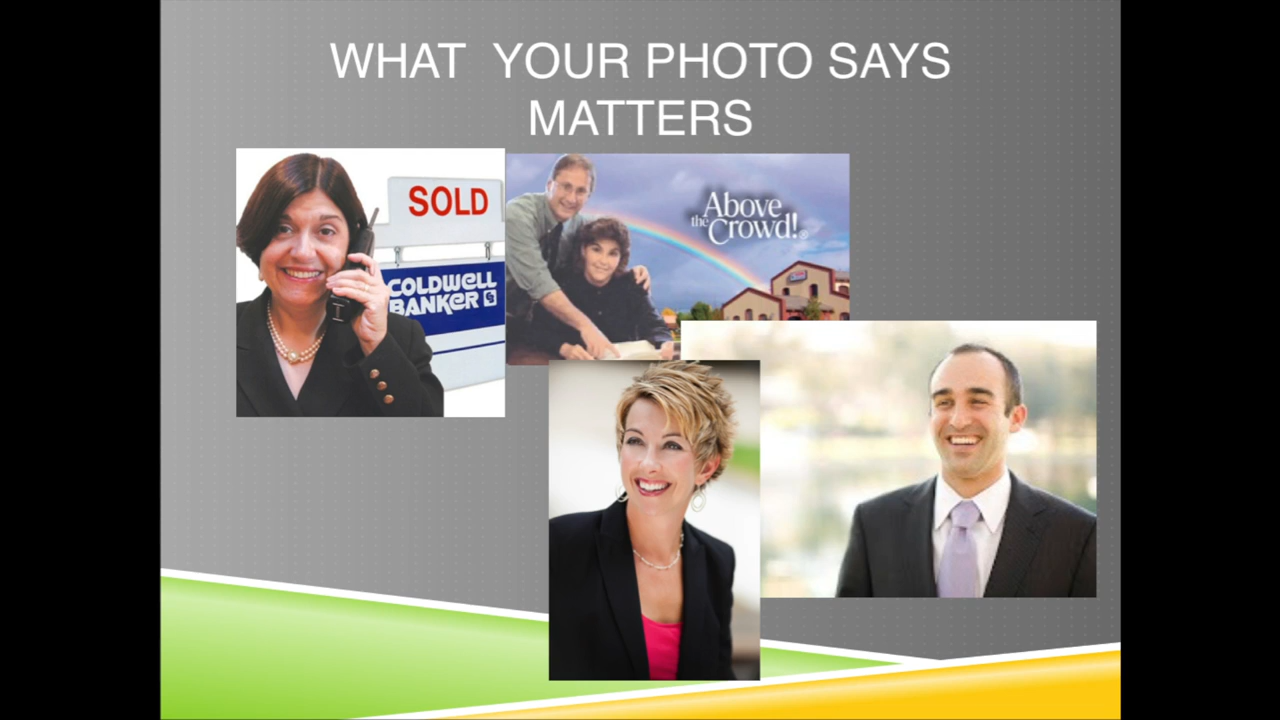 WHAT YOUR PHOTO SAYS
MATTERS
SOLD
COLDWELL
BANKER
Above
the Crowd!®